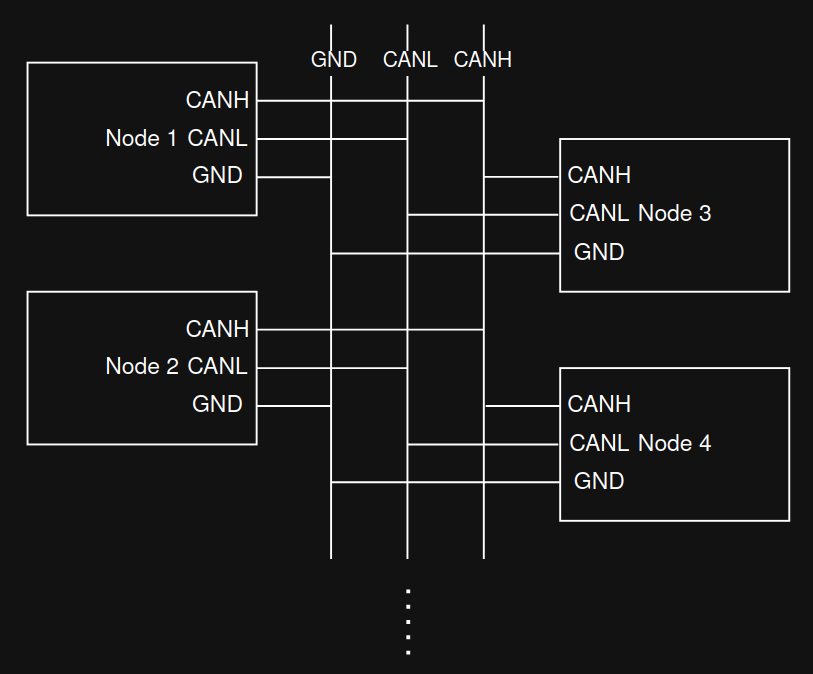 GND CANL CANH
CANH
Node 1 CANL
GND
CANH
CANL Node 3
GND
CANH
Node 2 CANL
GND
CANH
CANL Node 4
GND